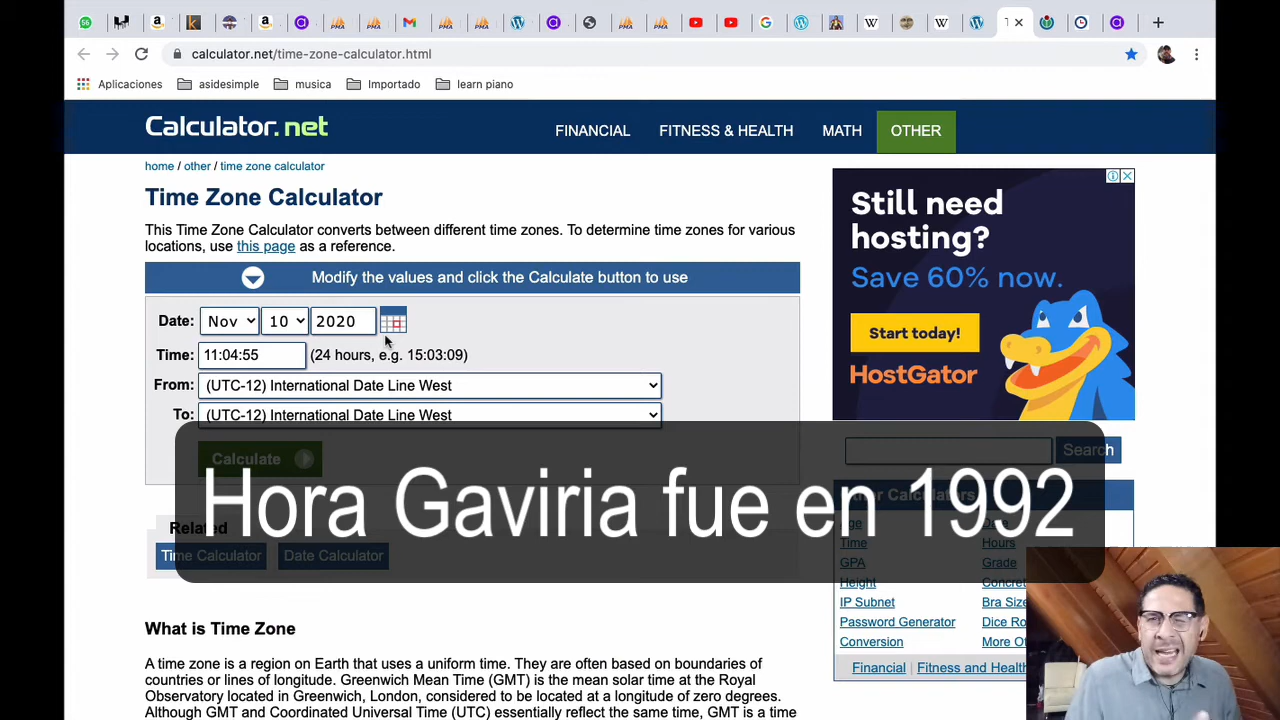 calculator.net/time-zone-calculator.html
Aplicaciones asidesimple musica Importado learn piano
Calculator.net
FINANCIAL FITNESS & HEALTH MATH OTHER
home / other / time zone calculator
Time Zone Calculator
This Time Zone Calculator converts between different time zones. To determine time zones for various
locations, use this page as a reference.
Modify the values and click the Calculate button to use
Date: Nov 10 2020
Time: 11:04:55 (24 hours, e.g. 15:03:09)
From: (UTC-12) International Date Line West
To: (UTC-12) International Date Line West
Calculate
Hora Gaviria fue en 1992
Related
Time Calculator Date Calculator
What is Time Zone
A time zone is a region on Earth that uses a uniform time. They are often based on boundaries of
countries or lines of longitude. Greenwich Mean Time (GMT) is the mean solar time at the Royal
Observatory located in Greenwich, London, considered to be located at a longitude of zero degrees.
Although GMT and Coordinated Universal Time (UTC) essentially reflect the same time, GMT is a time
Still need
hosting?
Save 60% now.
Start today!
HostGator
Search
Calculators
Age
Time Hours
GPA Grade
Height
IP Subnet
Password Generator
Conversion
Financial | Fitness and Health